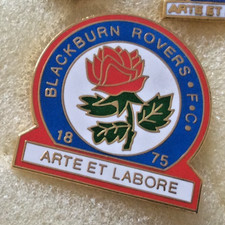 ARTE ET
BLACKBURN ROVERS • F • C •
18 75
ARTE ET LABORE